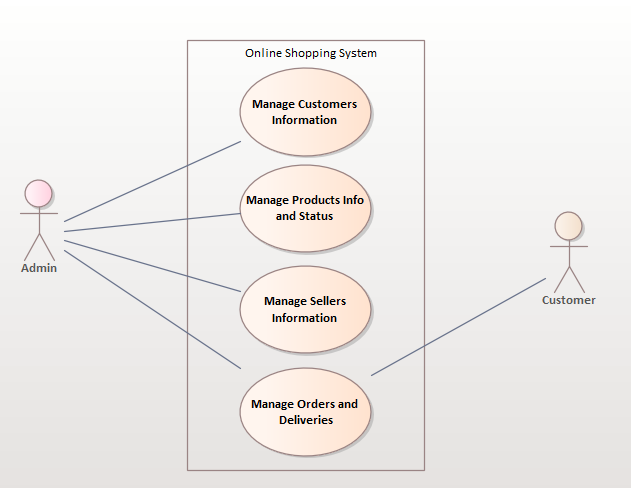 Online Shopping System
Manage Customers
Information
Manage Products Info
and Status
Admin
Manage Sellers
Information
Customer
Manage Orders and
Deliveries